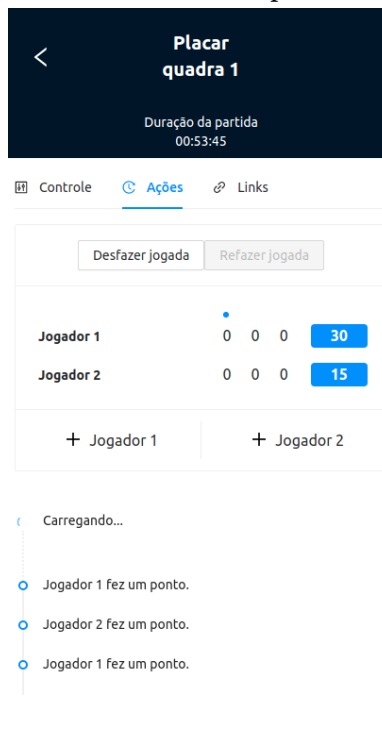 Placar
quadra 1
Duração da partida
00:53:45
Controle Ações Links
Desfazer jogada Refazer jogada
Jogador 1 0 0 0 30
Jogador 2 0 0 0 15
+ Jogador 1 + Jogador 2
Carregando...
Jogador 1 fez um ponto.
Jogador 2 fez um ponto.
Jogador 1 fez um ponto.